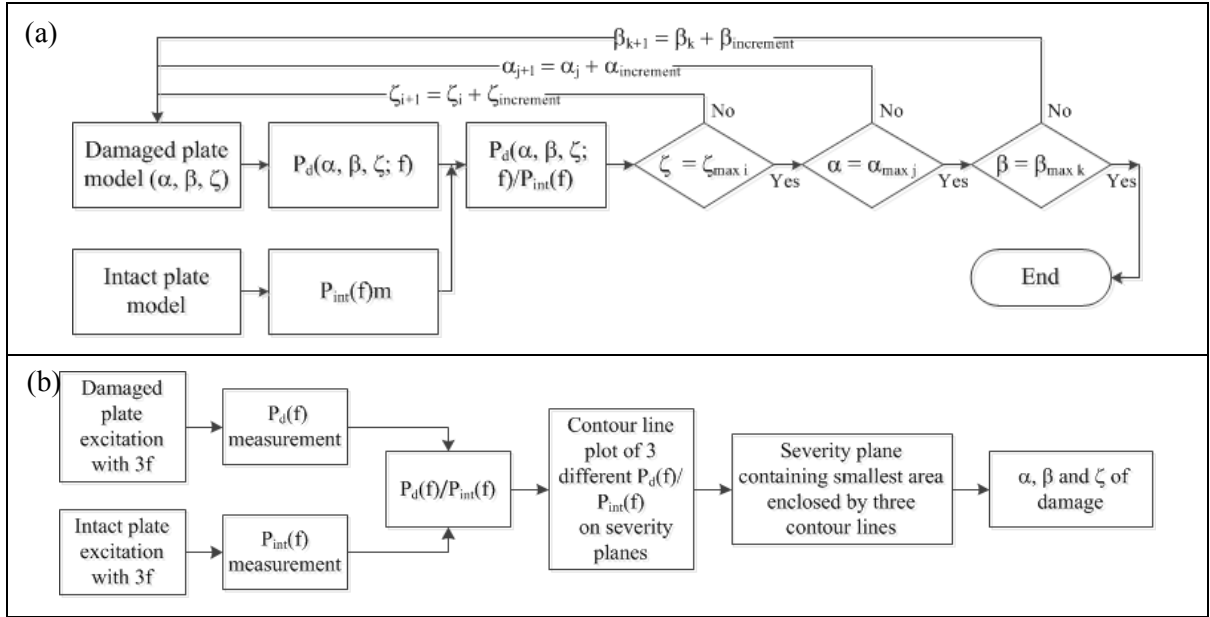 (a)
βk+1 = βk + βincrement
αj+1 = αj + αincrement
ζi+1 = ζi + ζincrement
No
No
No
Damaged plate
model (α, β, ζ)
Pd(α, β, ζ; f)
Pd(α, β, ζ;
f)/Pint(f)
ζ = ζmax i
Yes
α = αmax j
Yes
β = βmax k
Yes
Intact plate
model
Pint(f)m
End
(b)
Damaged
plate
excitation
with 3f
Pd(f)
measurement
Intact plate
excitation
with 3f
Pint(f)
measurement
Pd(f)/Pint(f)
Contour line
plot of 3
different Pd(f)/
Pint(f)
on severity
planes
Severity plane
containing smallest area
enclosed by three
contour lines
α, β and ζ of
damage